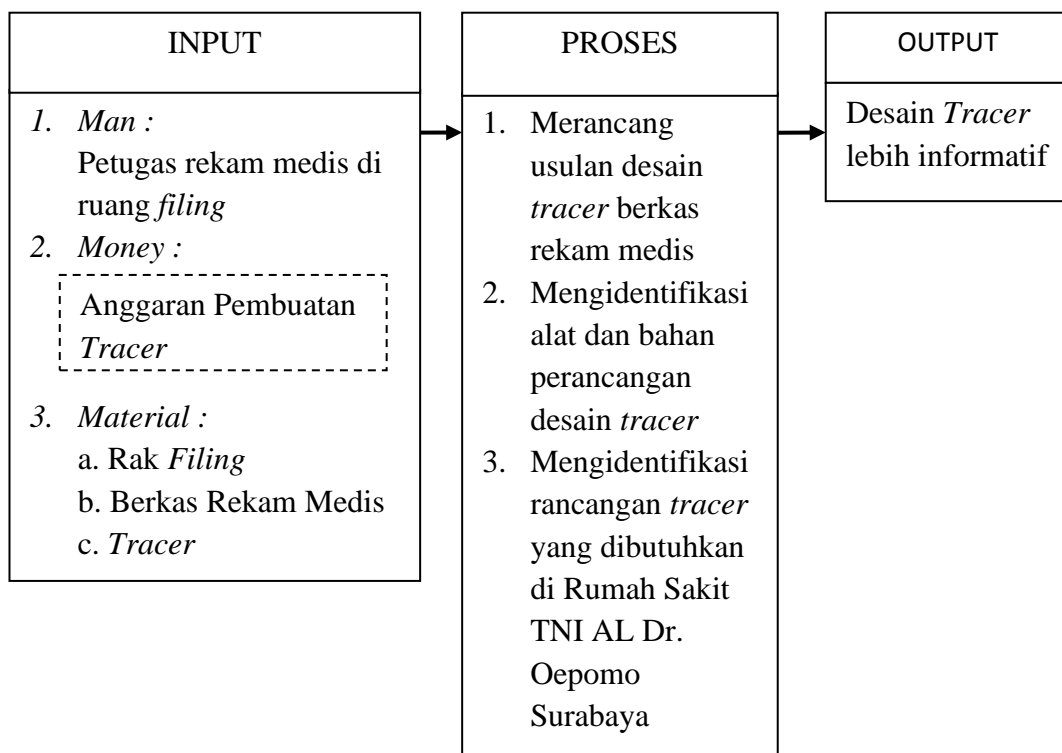 INPUT
1. Man :
Petugas rekam medis di
ruang filing
2. Money :
Anggaran Pembuatan
Tracer
3. Material :
a. Rak Filing
b. Berkas Rekam Medis
c. Tracer
PROSES
1. Merancang
usulan desain
tracer berkas
rekam medis
2. Mengidentifikasi
alat dan bahan
perancangan
desain tracer
3. Mengidentifikasi
rancangan tracer
yang dibutuhkan
di Rumah Sakit
TNI AL Dr.
Oepomo
Surabaya
OUTPUT
Desain Tracer
lebih informatif